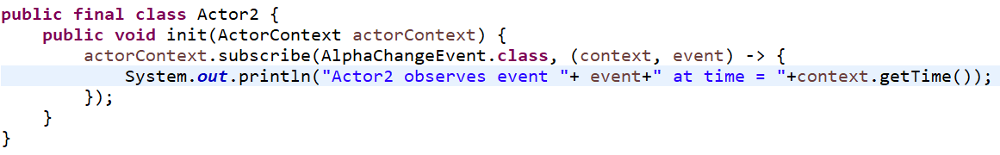 public final class Actor2 {
    public void init(ActorContext actorContext) {
        actorContext.subscribe(AlphaChangeEvent.class, (context, event) -> {
            System.out.println("Actor2 observes event "+ event+" at time = "+context.getTime());
        });
    }
}